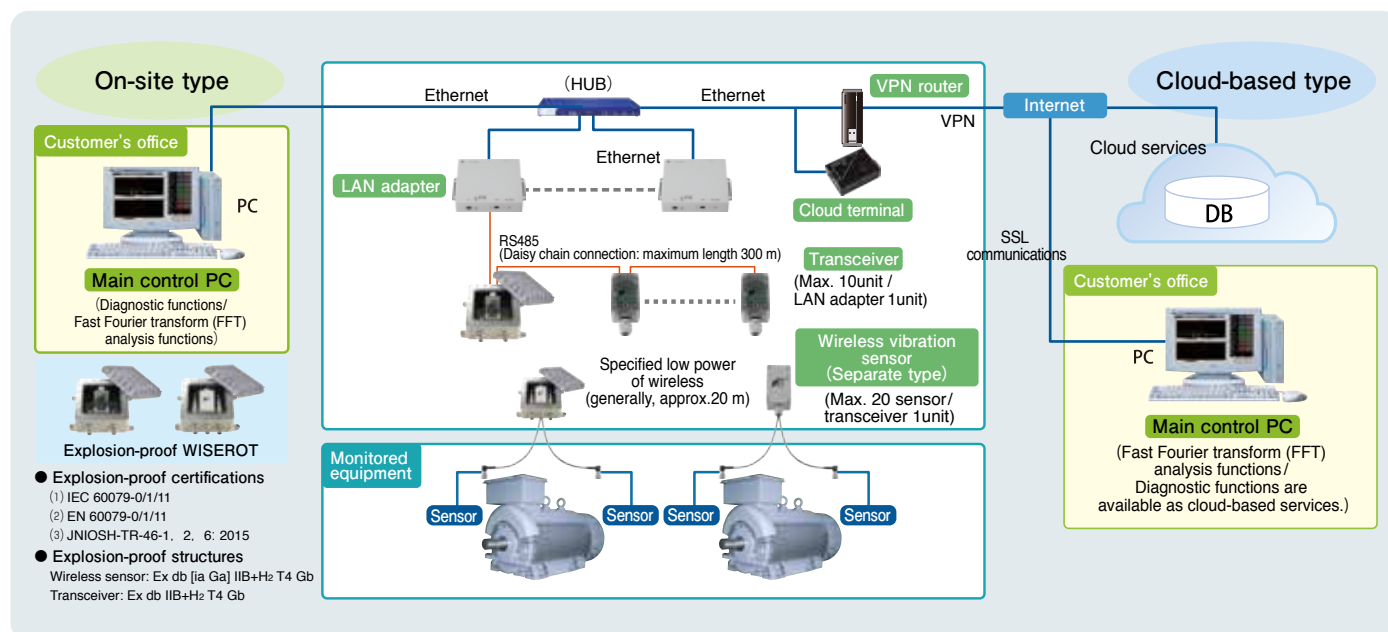 On-site type
Customer's office
PC
Main control PC
(Diagnostic functions/
Fast Fourier transform (FFT)
analysis functions)
Explosion-proof WISEROT
● Explosion-proof certifications
(1) IEC 60079-0/1/11
(2) EN 60079-0/1/11
(3) JNIOSH-TR-46-1, 2, 6: 2015
● Explosion-proof structures
Wireless sensor: Ex db [ia Ga] IIB+H2 T4 Gb
Transceiver: Ex db IIB+H2 T4 Gb
Ethernet
(HUB)
Ethernet
VPN router
VPN
Ethernet
LAN adapter
Cloud terminal
RS485
(Daisy chain connection: maximum length 300 m)
Transceiver
(Max. 10unit /
LAN adapter 1unit)
Specified low power
of wireless
(generally, approx.20 m)
Wireless vibration
sensor
(Separate type)
(Max. 20 sensor/
transceiver 1unit)
Monitored
equipment
Sensor
Sensor
Sensor
Sensor
Cloud-based type
Internet
Cloud services
DB
SSL
communications
Customer's office
PC
Main control PC
(Fast Fourier transform (FFT)
analysis functions/
Diagnostic functions are
available as cloud-based services.)